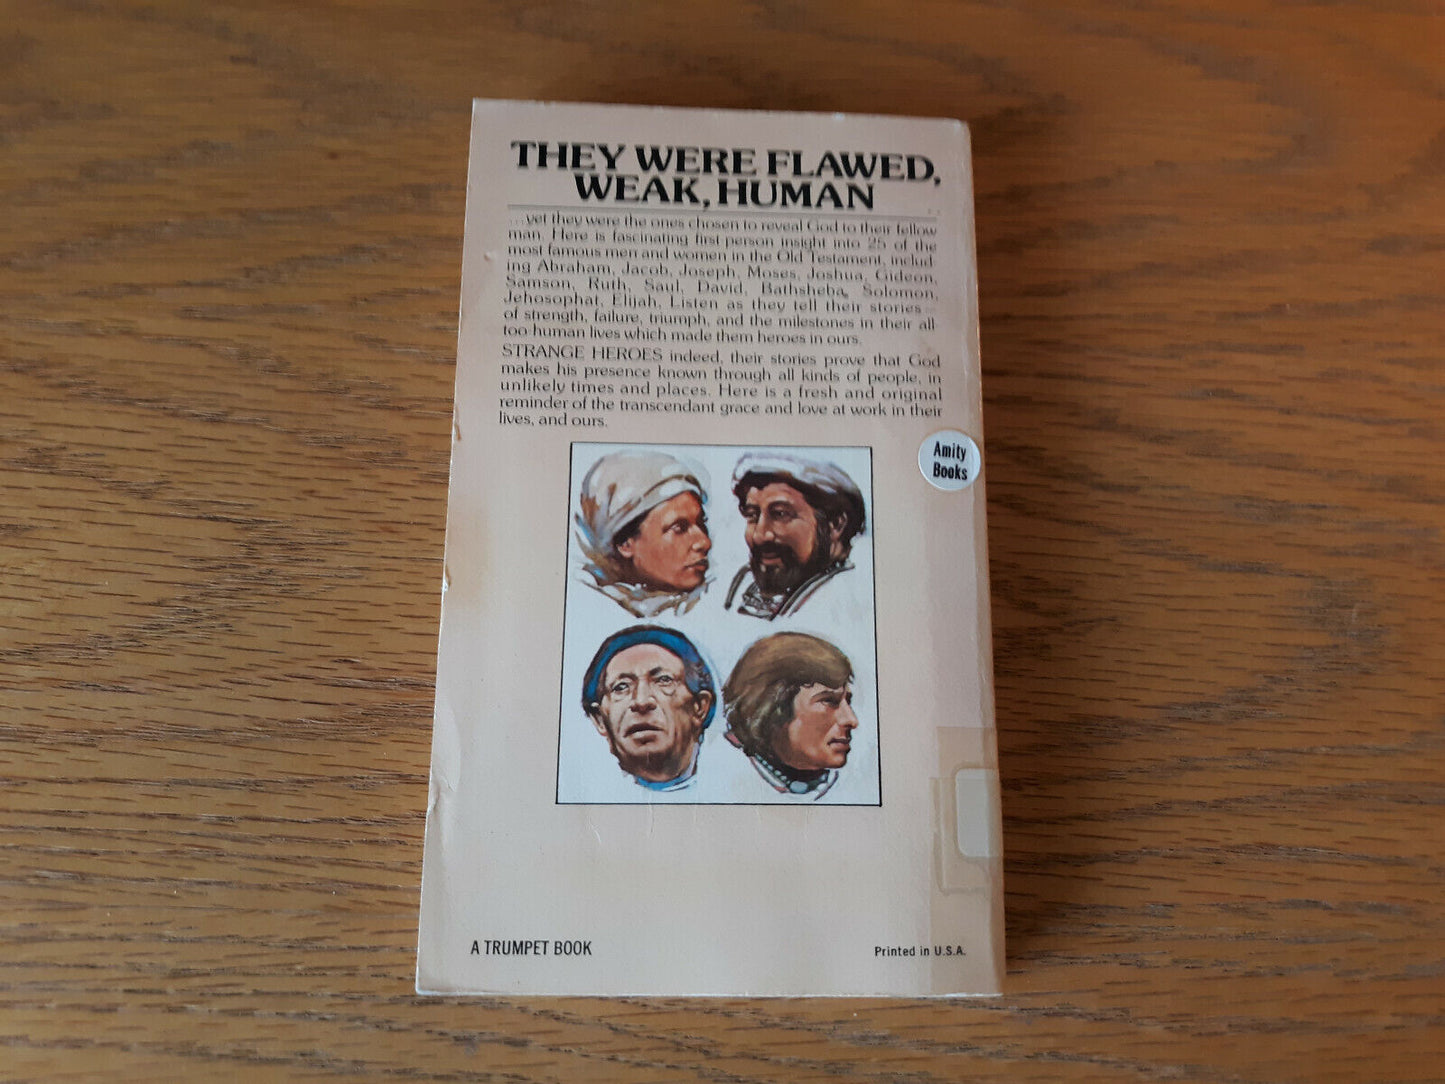 THEY WERE FLAWED,
WEAK, HUMAN
...yet they were the ones chosen to reveal God to their fellow
man. Here is fascinating first person insight into 25 of the
most famous men and women in the Old Testament, includ
ing Abraham, Jacob, Joseph, Moses, Joshua, Gideon,
Samson, Ruth, Saul, David, Bathsheba, Solomon,
Jehosophat, Elijah. Listen as they tell their stories
of strength, failure, triumph, and the milestones in their all
too-human lives which made them heroes in ours.
STRANGE HEROES indeed, their stories prove that God
makes his presence known through all kinds of people, in
unlikely times and places. Here is a fresh and original
reminder of the transcendant grace and love at work in their
lives, and ours.
Amity
Books
A TRUMPET BOOK
Printed in U.S.A.